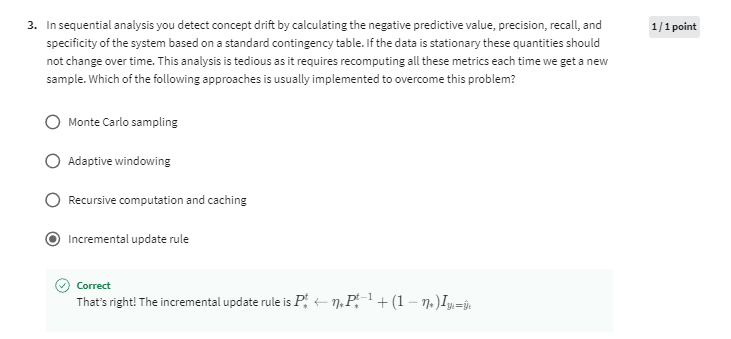 3. In sequential analysis you detect concept drift by calculating the negative predictive value, precision, recall, and
1 / 1 point
specificity of the system based on a standard contingency table. If the data is stationary these quantities should
not change over time. This analysis is tedious as it requires recomputing all these metrics each time we get a new
sample. Which of the following approaches is usually implemented to overcome this problem?
Monte Carlo sampling
Adaptive windowing
Recursive computation and caching
Incremental update rule
Correct
That's right! The incremental update rule is $P_*^t \leftarrow \eta_* P_*^{t-1} + (1 - \eta_*) I_{y_t = \hat{y}_t}$